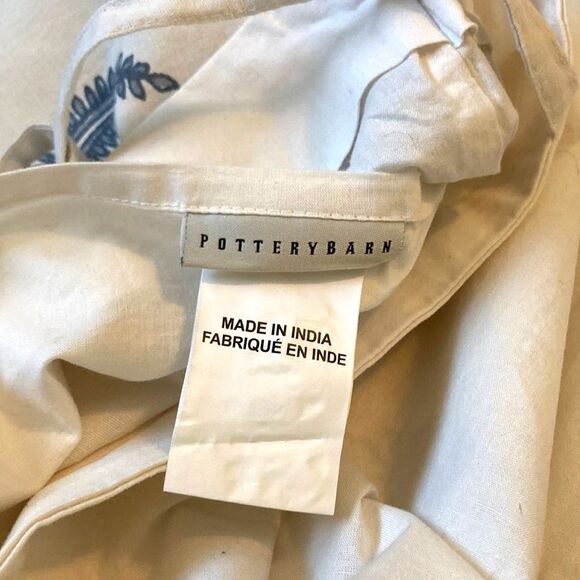 POTTERYBARN
MADE IN INDIA
FABRIQUÉ EN INDE